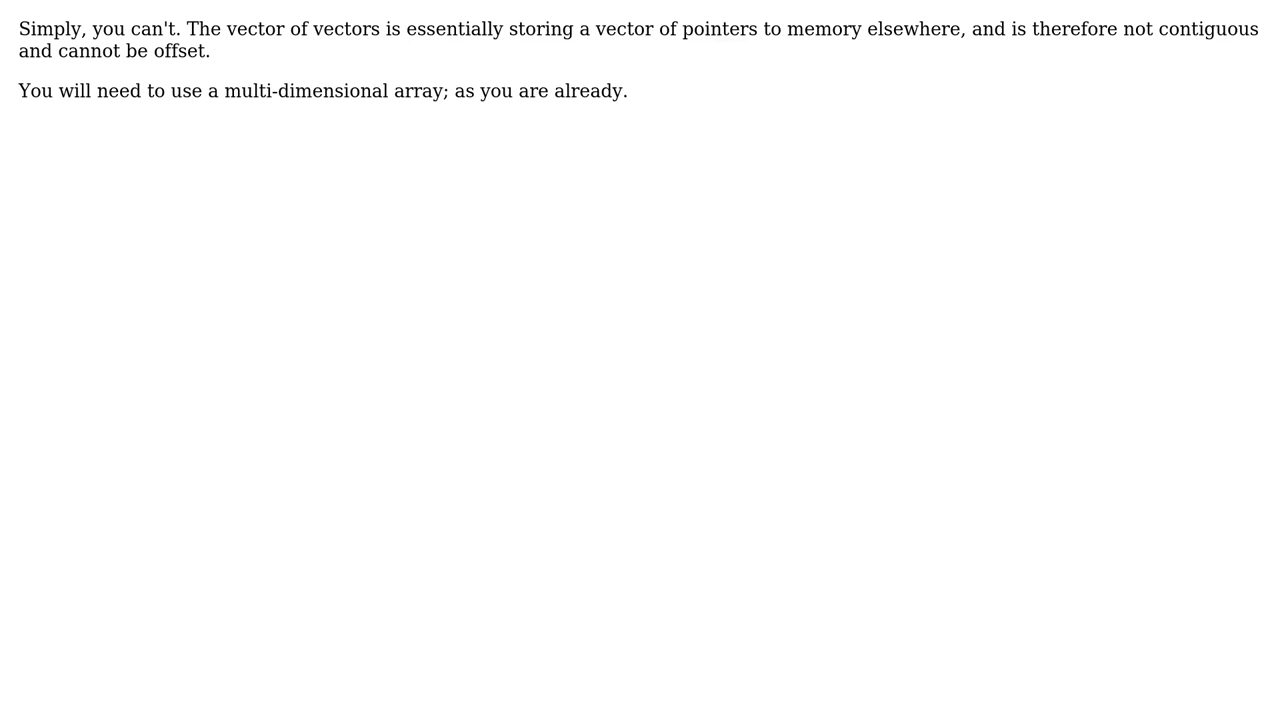 Simply, you can't. The vector of vectors is essentially storing a vector of pointers to memory elsewhere, and is therefore not contiguous
and cannot be offset.
You will need to use a multi-dimensional array; as you are already.